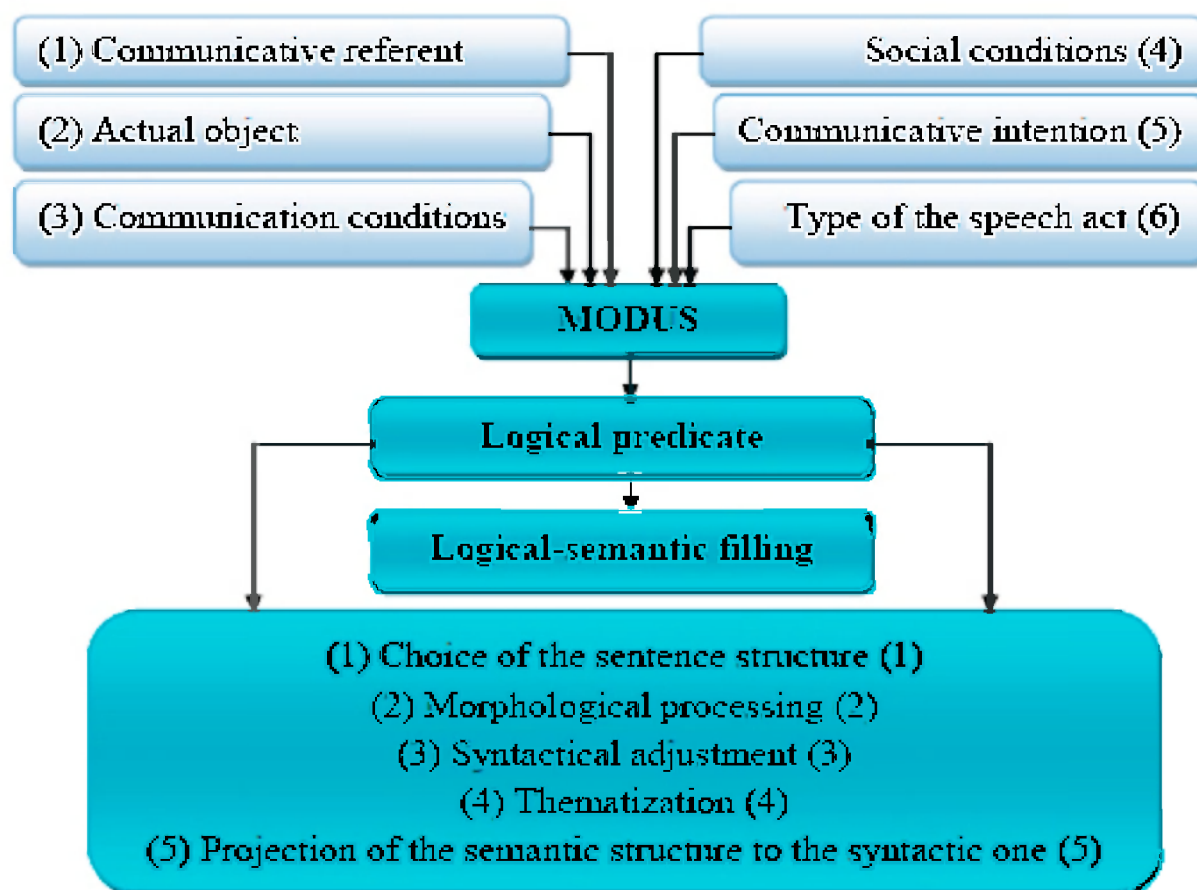 (1) Communicative referent
(2) Actual object
(3) Communication conditions
Social conditions (4)
Communicative intention (5)
Type of the speech act (6)
MODUS
Logical predicate
Logical-semantic filling
(1) Choice of the sentence structure (1)
(2) Morphological processing (2)
(3) Syntactical adjustment (3)
(4) Thematization (4)
(5) Projection of the semantic structure to the syntactic one (5)